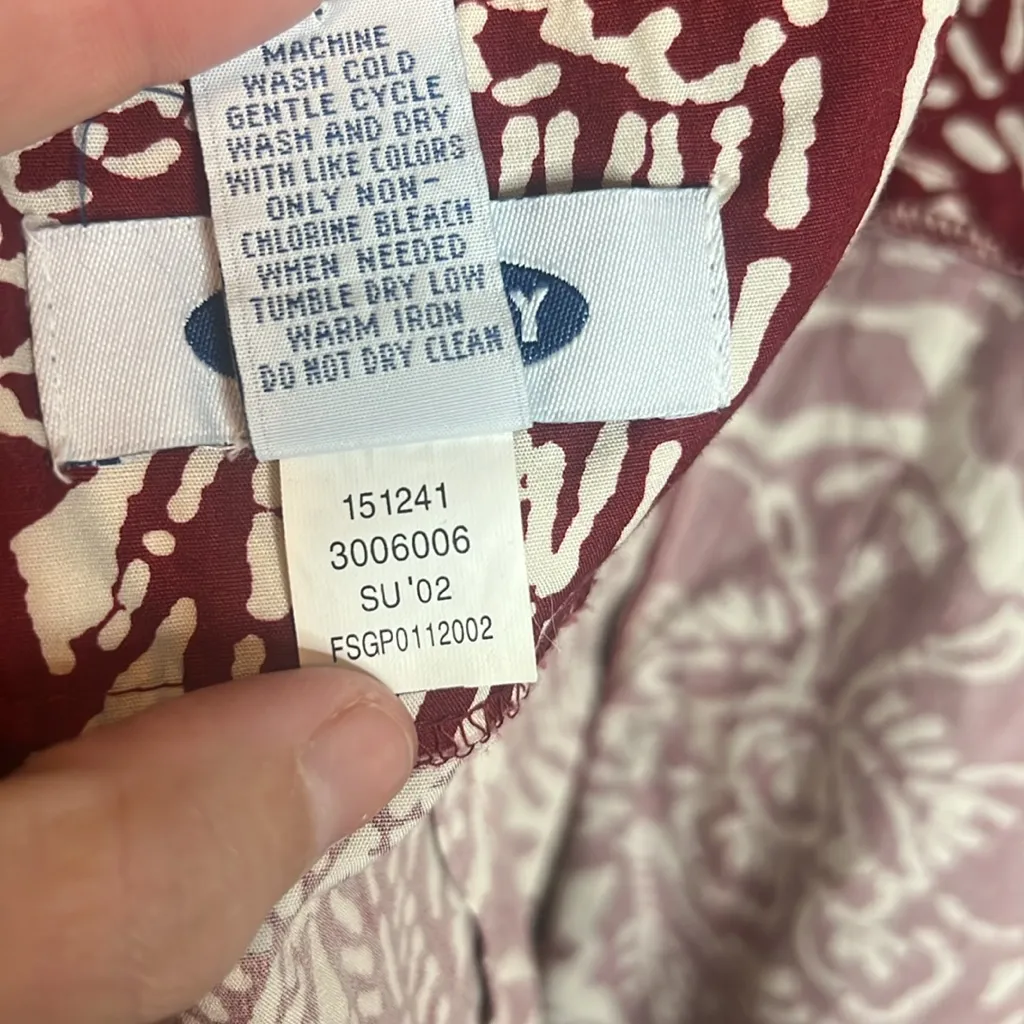 MACHINE
WASH COLD
GENTLE CYCLE
WASH AND DRY
WITH LIKE COLORS
ONLY NON-
CHLORINE BLEACH
WHEN NEEDED
TUMBLE DRY LOW
WARM IRON
DO NOT DRY CLEAN
Y
151241
3006006
SU '02
FSGP0112002